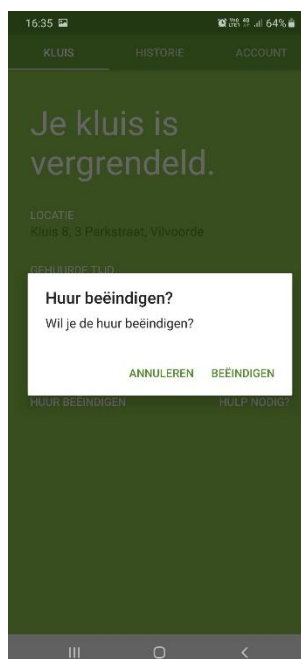 16:35 64%
KLUIS HISTORIE ACCOUNT
Je kluis is
vergrendeld.
LOCATIE
Kluis 8, 3 Parkstraat, Vilvoorde
GEHUURDE TIJD
Huur beëindigen?
Wil je de huur beëindigen?
ANNULEREN BEËINDIGEN
HUUR BEËINDIGEN HULP NODIG?